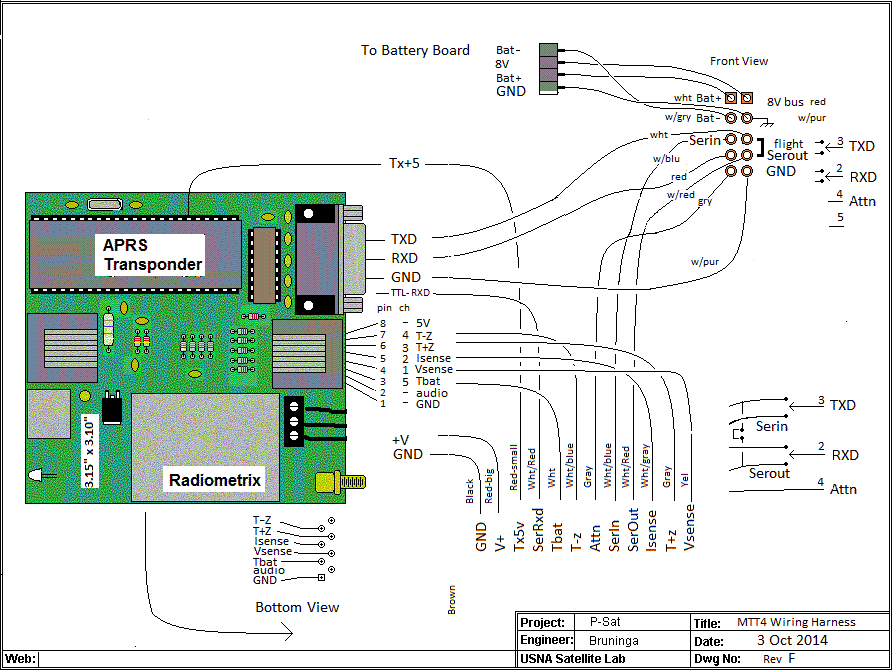 To Battery Board
Bat-
8V
Bat+
GND
Front View
wht Bat+
8V bus red
w/gry Bat-
w/pur
wht
Serin
flight
Serout
GND
3 TXD
2 RXD
4 Attn
5
w/blu
red
w/red
gry
w/pur
Tx+5
APRS
Transponder
TXD
RXD
GND
TTL-RXD
pin ch
8 - 5V
7 4 T-Z
6 3 T+Z
5 2 Isense
4 1 Vsense
3 5 Tbat
2 - audio
1 - GND
+V
GND
3.15" x 3.10"
Radiometrix
Black
Red-big
Red-small
Wht/Red
Wht
Wht/blue
Gray
Wht/blue
Wht/Red
Wht/gray
Gray
Yel
GND
V+
Tx5v
SerRxd
Tbat
T-z
Attn
SerIn
SerOut
Isense
T+z
Vsense
3 TXD
Serin
2 RXD
Serout
4 Attn
T-Z
T+Z
Isense
Vsense
Tbat
audio
GND
Bottom View
Brown
Project: P-Sat
Title: MTT4 Wiring Harness
Engineer: Bruninga
Date: 3 Oct 2014
Web:
USNA Satellite Lab
Dwg No: Rev F